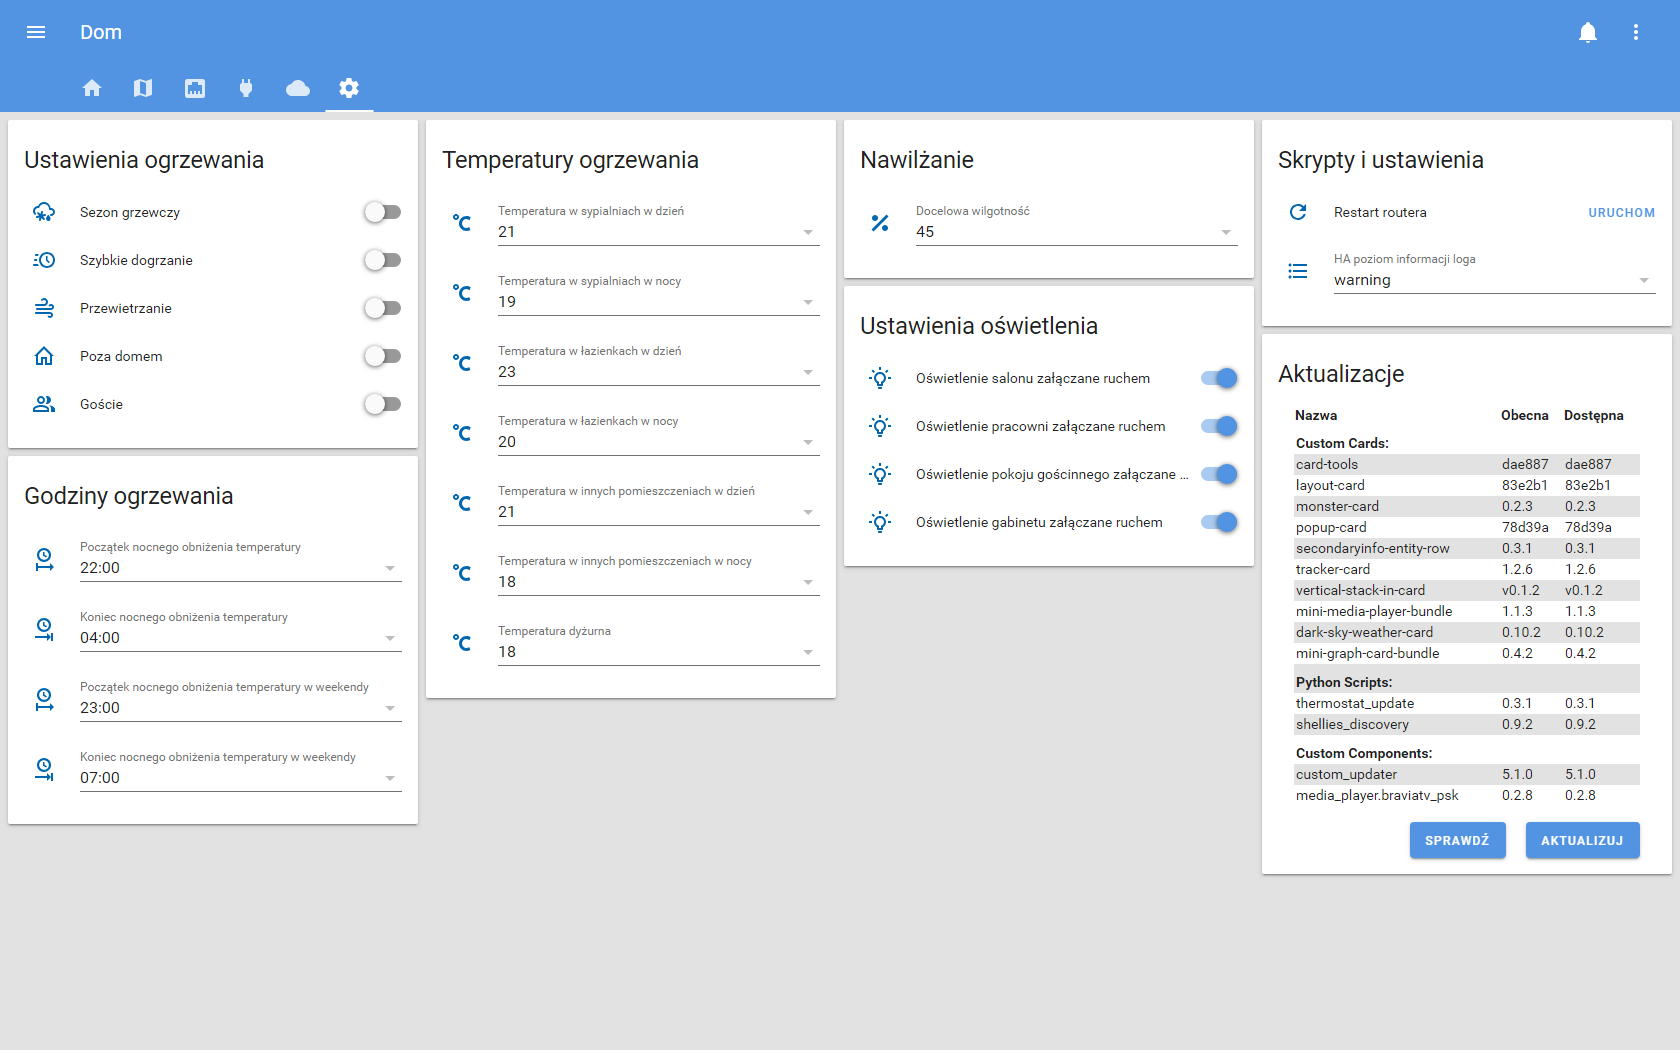 Dom
Ustawienia ogrzewania
Sezon grzewczy
Szybkie dogrzanie
Przewietrzanie
Poza domem
Goście
Godziny ogrzewania
Początek nocnego obniżenia temperatury
22:00
Koniec nocnego obniżenia temperatury
04:00
Początek nocnego obniżenia temperatury w weekendy
23:00
Koniec nocnego obniżenia temperatury w weekendy
07:00
Temperatury ogrzewania
°C Temperatura w sypialniach w dzień
21
°C Temperatura w sypialniach w nocy
19
°C Temperatura w łazienkach w dzień
23
°C Temperatura w łazienkach w nocy
20
°C Temperatura w innych pomieszczeniach w dzień
21
°C Temperatura w innych pomieszczeniach w nocy
18
°C Temperatura dyżurna
18
Nawilżanie
% Docelowa wilgotność
45
Ustawienia oświetlenia
Oświetlenie salonu załączane ruchem
Oświetlenie pracowni załączane ruchem
Oświetlenie pokoju gościnnego załączane ...
Oświetlenie gabinetu załączane ruchem
Skrypty i ustawienia
Restart routera URUCHOM
HA poziom informacji loga
warning
Aktualizacje
Nazwa Obecna Dostępna
Custom Cards:
card-tools dae887 dae887
layout-card 83e2b1 83e2b1
monster-card 0.2.3 0.2.3
popup-card 78d39a 78d39a
secondaryinfo-entity-row 0.3.1 0.3.1
tracker-card 1.2.6 1.2.6
vertical-stack-in-card v0.1.2 v0.1.2
mini-media-player-bundle 1.1.3 1.1.3
dark-sky-weather-card 0.10.2 0.10.2
mini-graph-card-bundle 0.4.2 0.4.2
Python Scripts:
thermostat_update 0.3.1 0.3.1
shellies_discovery 0.9.2 0.9.2
Custom Components:
custom_updater 5.1.0 5.1.0
media_player.braviatv_psk 0.2.8 0.2.8
SPRAWDŹ AKTUALIZUJ